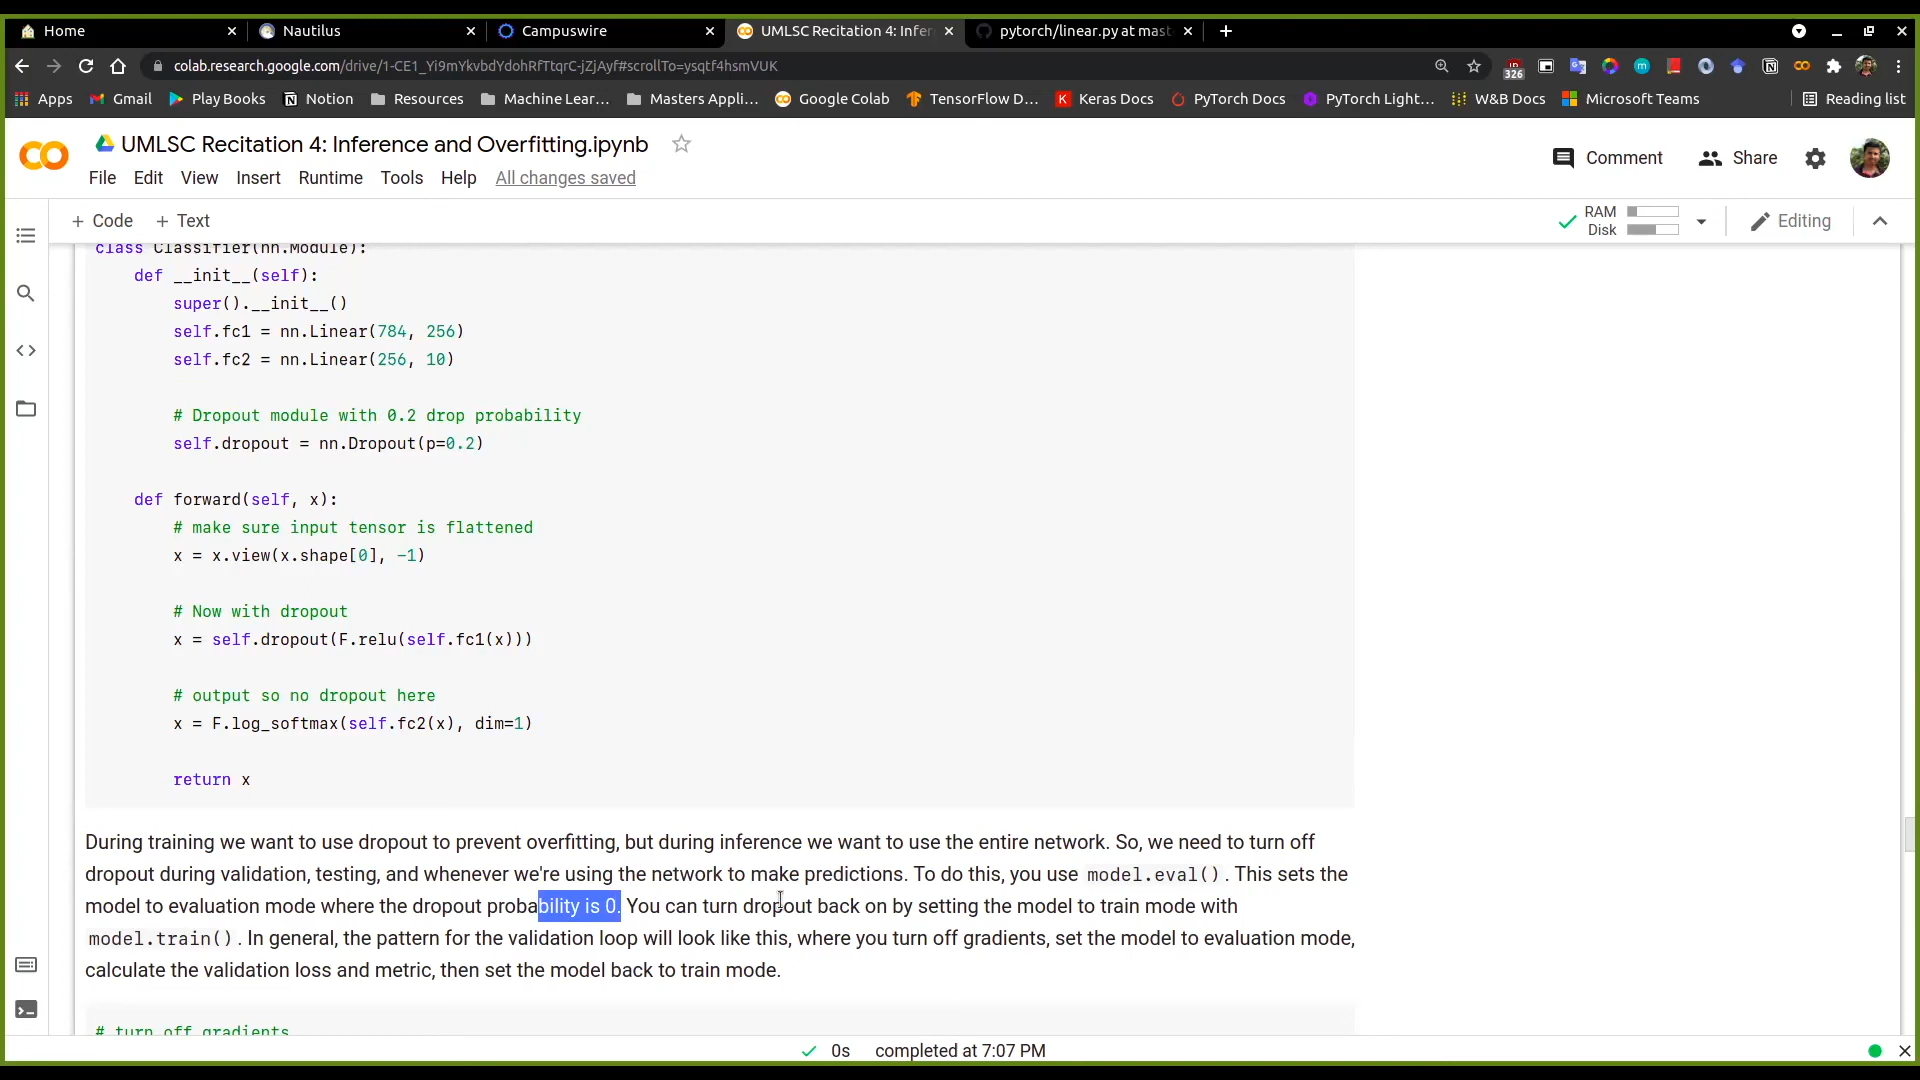 Home
Nautilus
Campuswire
UMLSC Recitation 4: Infer
pytorch/linear.py at mast
colab.research.google.com/drive/1-CE1_Yi9mYkvbdYdohRfTtqrC-jZjAyf#scrollTo=ysqtf4hsmVUK
326
Apps Gmail Play Books Notion Resources Machine Lear... Masters Appli... Google Colab TensorFlow D... Keras Docs PyTorch Docs PyTorch Light... W&B Docs Microsoft Teams Reading list
UMLSC Recitation 4: Inference and Overfitting.ipynb
Comment Share
File Edit View Insert Runtime Tools Help All changes saved
+ Code + Text
RAM
Disk
Editing
class Classifier(nn.Module):
    def __init__(self):
        super().__init__()
        self.fc1 = nn.Linear(784, 256)
        self.fc2 = nn.Linear(256, 10)
        # Dropout module with 0.2 drop probability
        self.dropout = nn.Dropout(p=0.2)
    def forward(self, x):
        # make sure input tensor is flattened
        x = x.view(x.shape[0], -1)
        # Now with dropout
        x = self.dropout(F.relu(self.fc1(x)))
        # output so no dropout here
        x = F.log_softmax(self.fc2(x), dim=1)
        return x
During training we want to use dropout to prevent overfitting, but during inference we want to use the entire network. So, we need to turn off
dropout during validation, testing, and whenever we're using the network to make predictions. To do this, you use model.eval(). This sets the
model to evaluation mode where the dropout probability is 0. You can turn dropout back on by setting the model to train mode with
model.train(). In general, the pattern for the validation loop will look like this, where you turn off gradients, set the model to evaluation mode,
calculate the validation loss and metric, then set the model back to train mode.
# turn off gradients
0s completed at 7:07 PM